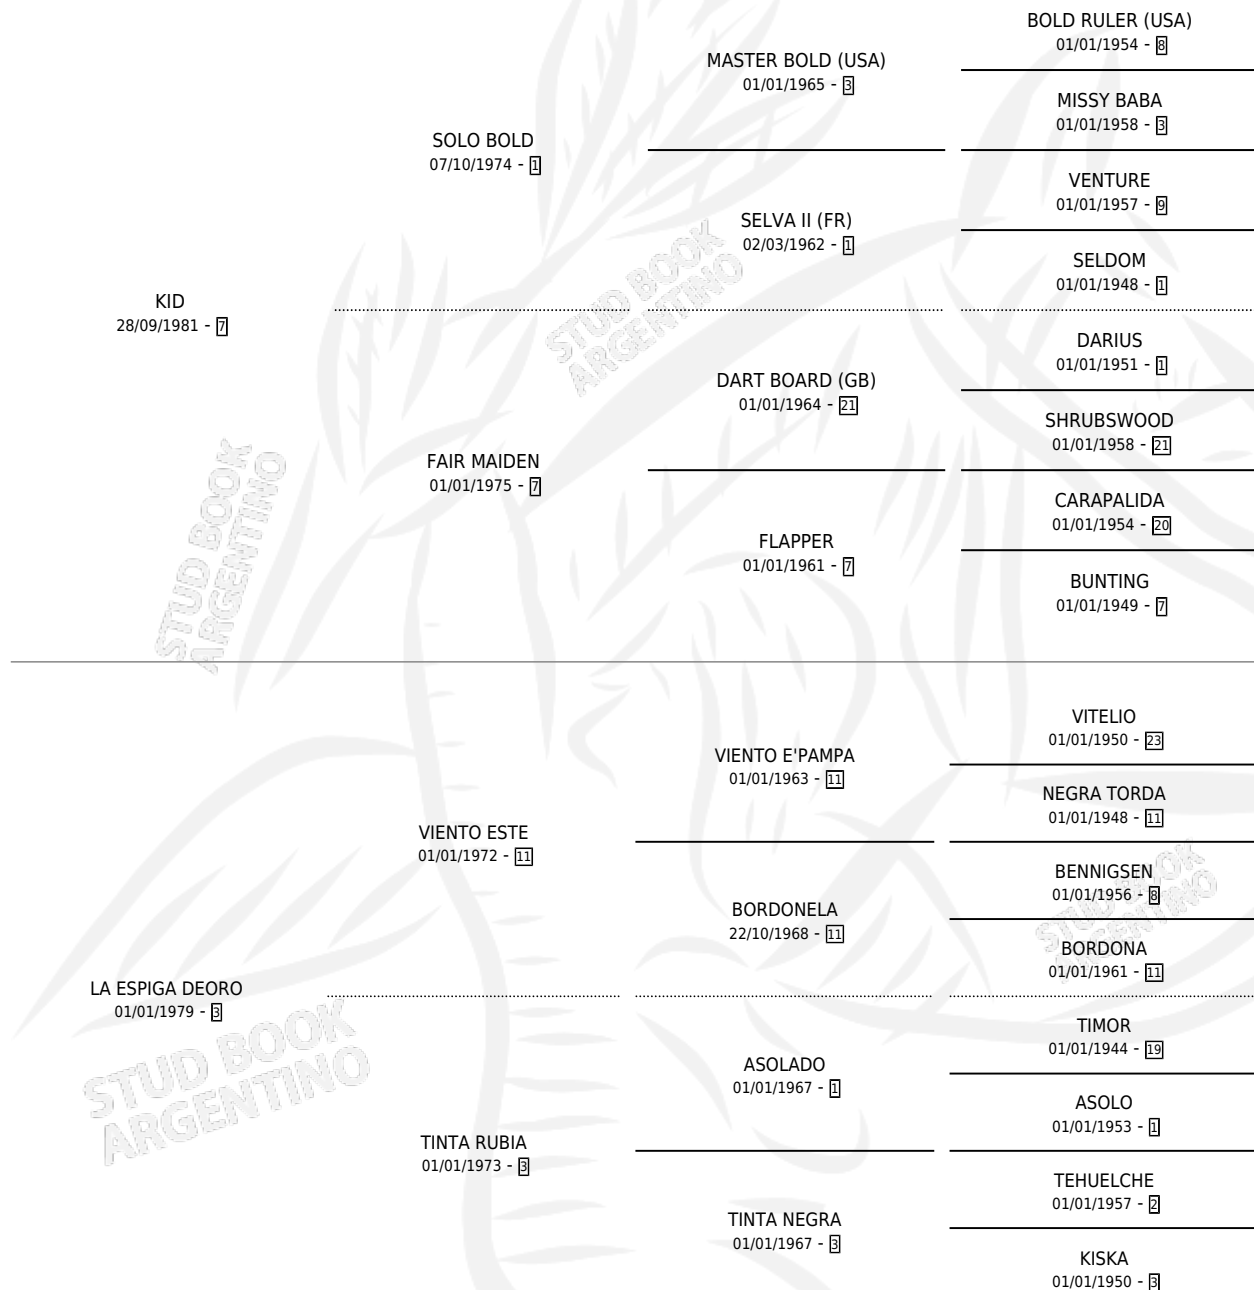 BOLD RULER (USA)
01/01/1954 - 8
MASTER BOLD (USA)
01/01/1965 - 3
MISSY BABA
01/01/1958 - 3
SOLO BOLD
07/10/1974 - 1
VENTURE
01/01/1957 - 9
SELVA II (FR)
02/03/1962 - 1
SELDOM
01/01/1948 - 1
KID
28/09/1981 - 7
DARIUS
01/01/1951 - 1
DART BOARD (GB)
01/01/1964 - 21
SHRUBSWOOD
01/01/1958 - 21
FAIR MAIDEN
01/01/1975 - 7
CARAPALIDA
01/01/1954 - 20
FLAPPER
01/01/1961 - 7
BUNTING
01/01/1949 - 7
STUD BOOK
ARGENTINO
STUD BOOK
ARGENTINO
VITELIO
01/01/1950 - 23
VIENTO E'PAMPA
01/01/1963 - 11
NEGRA TORDA
01/01/1948 - 11
VIENTO ESTE
01/01/1972 - 11
BENNIGSEN
01/01/1956 - 8
BORDONELA
22/10/1968 - 11
BORDONA
01/01/1961 - 11
LA ESPIGA DEORO
01/01/1979 - 3
TIMOR
01/01/1944 - 19
ASOLADO
01/01/1967 - 1
ASOLO
01/01/1953 - 1
TINTA RUBIA
01/01/1973 - 3
TEHUELCHE
01/01/1957 - 2
TINTA NEGRA
01/01/1967 - 3
KISKA
01/01/1950 - 3
STUD BOOK
ARGENTINO
STUD BOOK
ARGENTINO